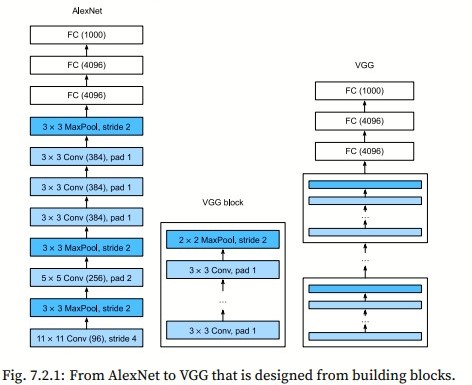 AlexNet
FC (1000)
FC (4096)
FC (4096)
3 × 3 MaxPool, stride 2
3 × 3 Conv (384), pad 1
3 × 3 Conv (384), pad 1
3 × 3 Conv (384), pad 1
3 × 3 MaxPool, stride 2
5 × 5 Conv (256), pad 2
3 × 3 MaxPool, stride 2
11 × 11 Conv (96), stride 4
VGG block
2 × 2 MaxPool, stride 2
3 × 3 Conv, pad 1
...
3 × 3 Conv, pad 1
VGG
FC (1000)
FC (4096)
FC (4096)
...
...
...
Fig. 7.2.1: From AlexNet to VGG that is designed from building blocks.